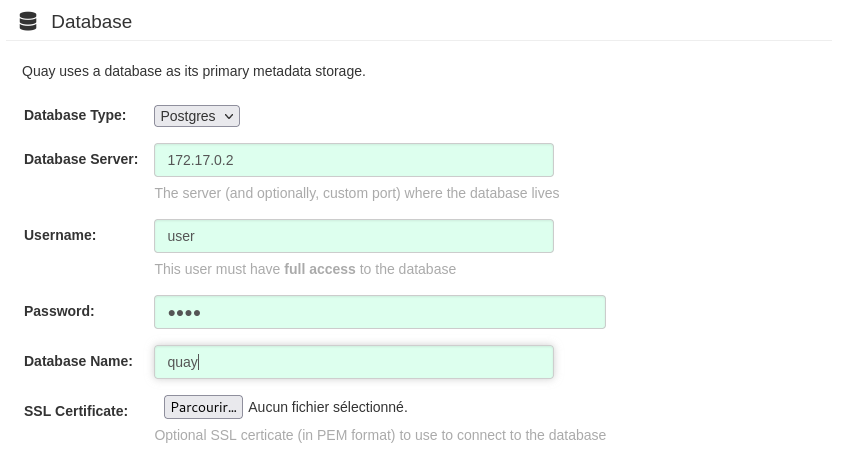 Database
Quay uses a database as its primary metadata storage.
Database Type: Postgres
Database Server: 172.17.0.2
The server (and optionally, custom port) where the database lives
Username: user
This user must have full access to the database
Password: ●●●●
Database Name: quay
SSL Certificate: Parcourir... Aucun fichier sélectionné.
Optional SSL certicate (in PEM format) to use to connect to the database